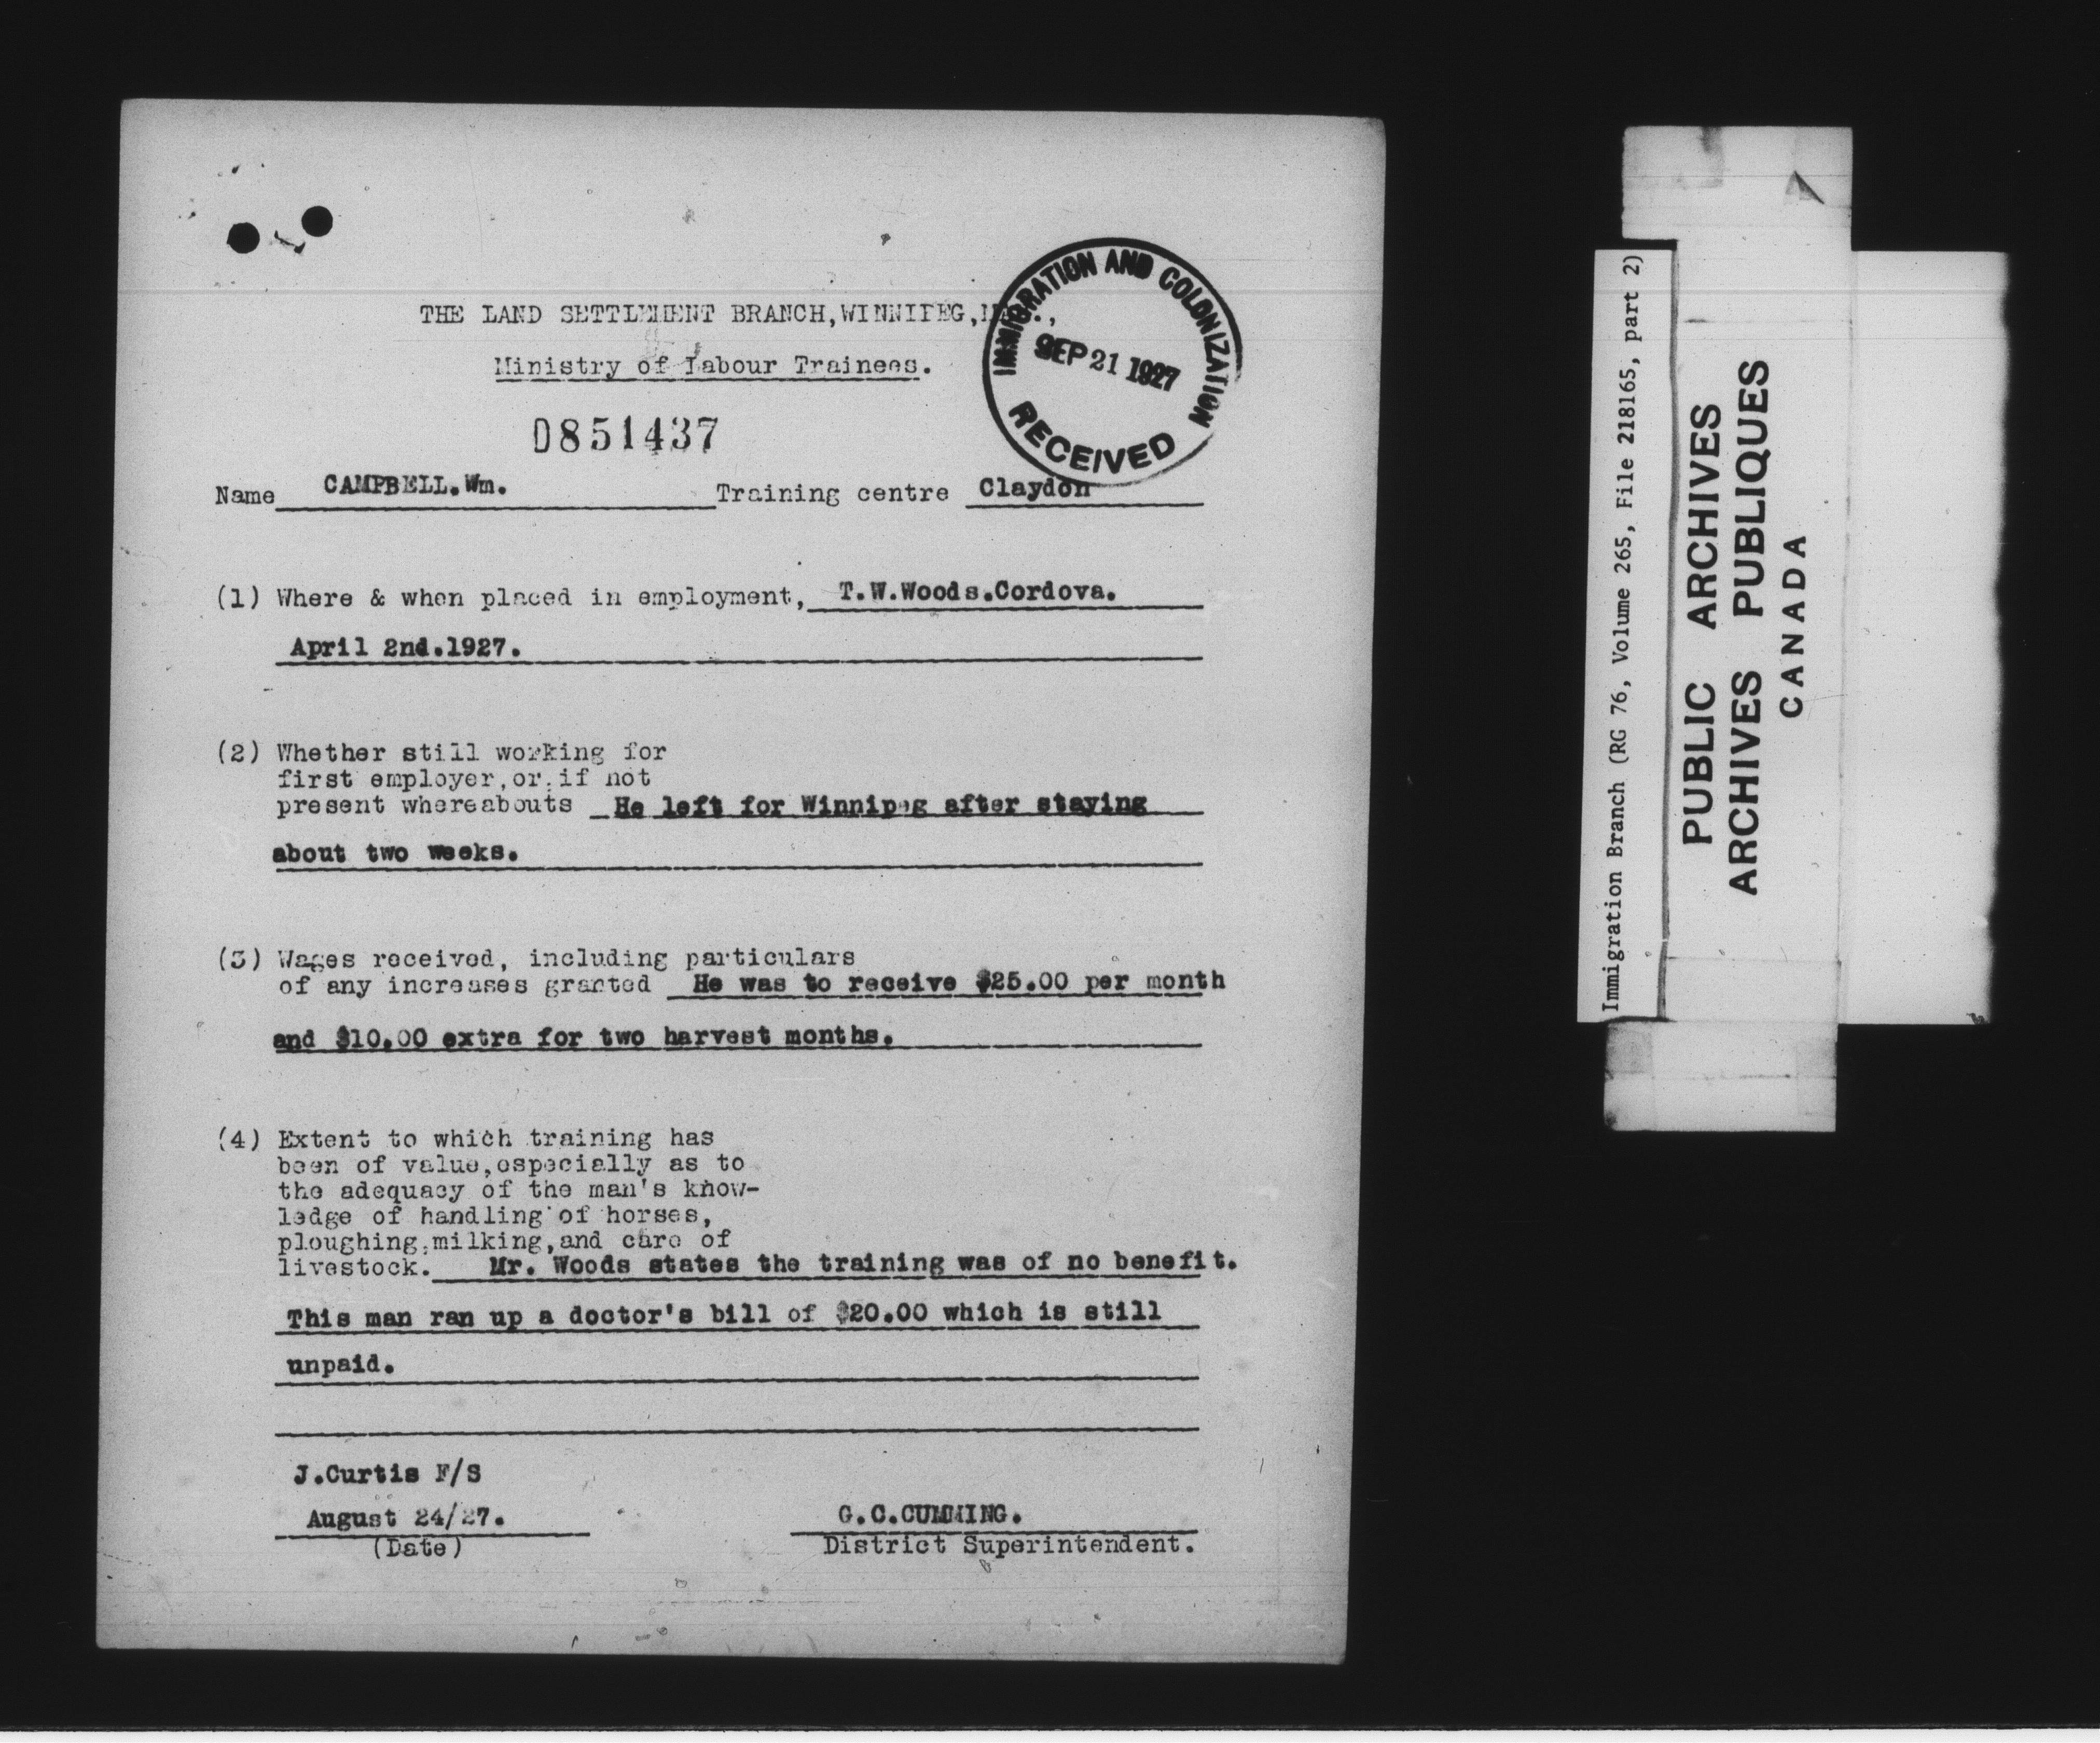 THE LAND SETTLEMENT BRANCH,WINNIPEG,
Ministry of Labour Trainees.
IMMIGRATION AND COLONIZATION
SEP 21 1927
RECEIVED
0851437
Name CAMPBELL.Wm. Training centre Claydon
(1) Where & when placed in employment, T.W.Woods.Cordova.
April 2nd.1927.
(2) Whether still working for
first employer,or,if not
present whereabouts He left for Winnipeg after staying
about two weeks.
(3) Wages received, including particulars
of any increases granted He was to receive $25.00 per month
and $10.00 extra for two harvest months.
(4) Extent to which training has
been of value,especially as to
the adequacy of the man's know-
ledge of handling of horses,
ploughing,milking,and care of
livestock. Mr. Woods states the training was of no benefit.
This man ran up a doctor's bill of $20.00 which is still
unpaid.
J.Curtis F/S
August 24/27.
(Date)
G.C.CUMMING.
District Superintendent.
Immigration Branch (RG 76, Volume 265, File 218165, part 2)
PUBLIC ARCHIVES
ARCHIVES PUBLIQUES
CANADA